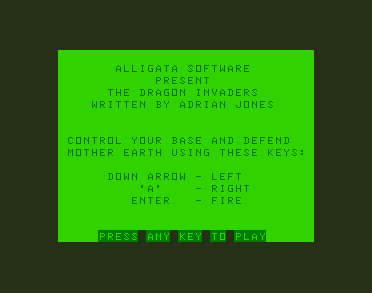 ALLIGATA SOFTWARE
PRESENT
THE DRAGON INVADERS
WRITTEN BY ADRIAN JONES
CONTROL YOUR BASE AND DEFEND
MOTHER EARTH USING THESE KEYS:
DOWN ARROW - LEFT
"A" - RIGHT
ENTER - FIRE
PRESS ANY KEY TO PLAY